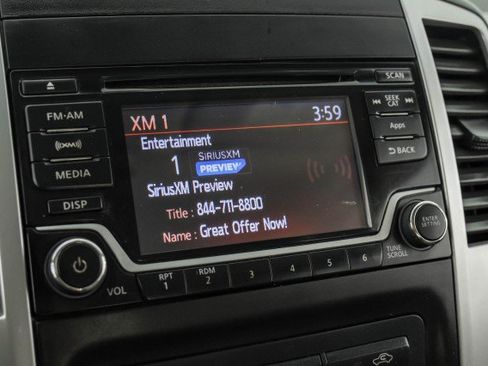 SCAN
FM·AM
SEEK
CAT
XM 1 3:59
Entertainment
((XM))
Apps
1 SIRIUSXM
PREVIEW
BACK
MEDIA
SiriusXM Preview
DISP
Title : 844-711-8800
ENTER
SETTING
Name : Great Offer Now!
TUNE
SCROLL
VOL
RPT
1
RDM
2
3
4
5
6